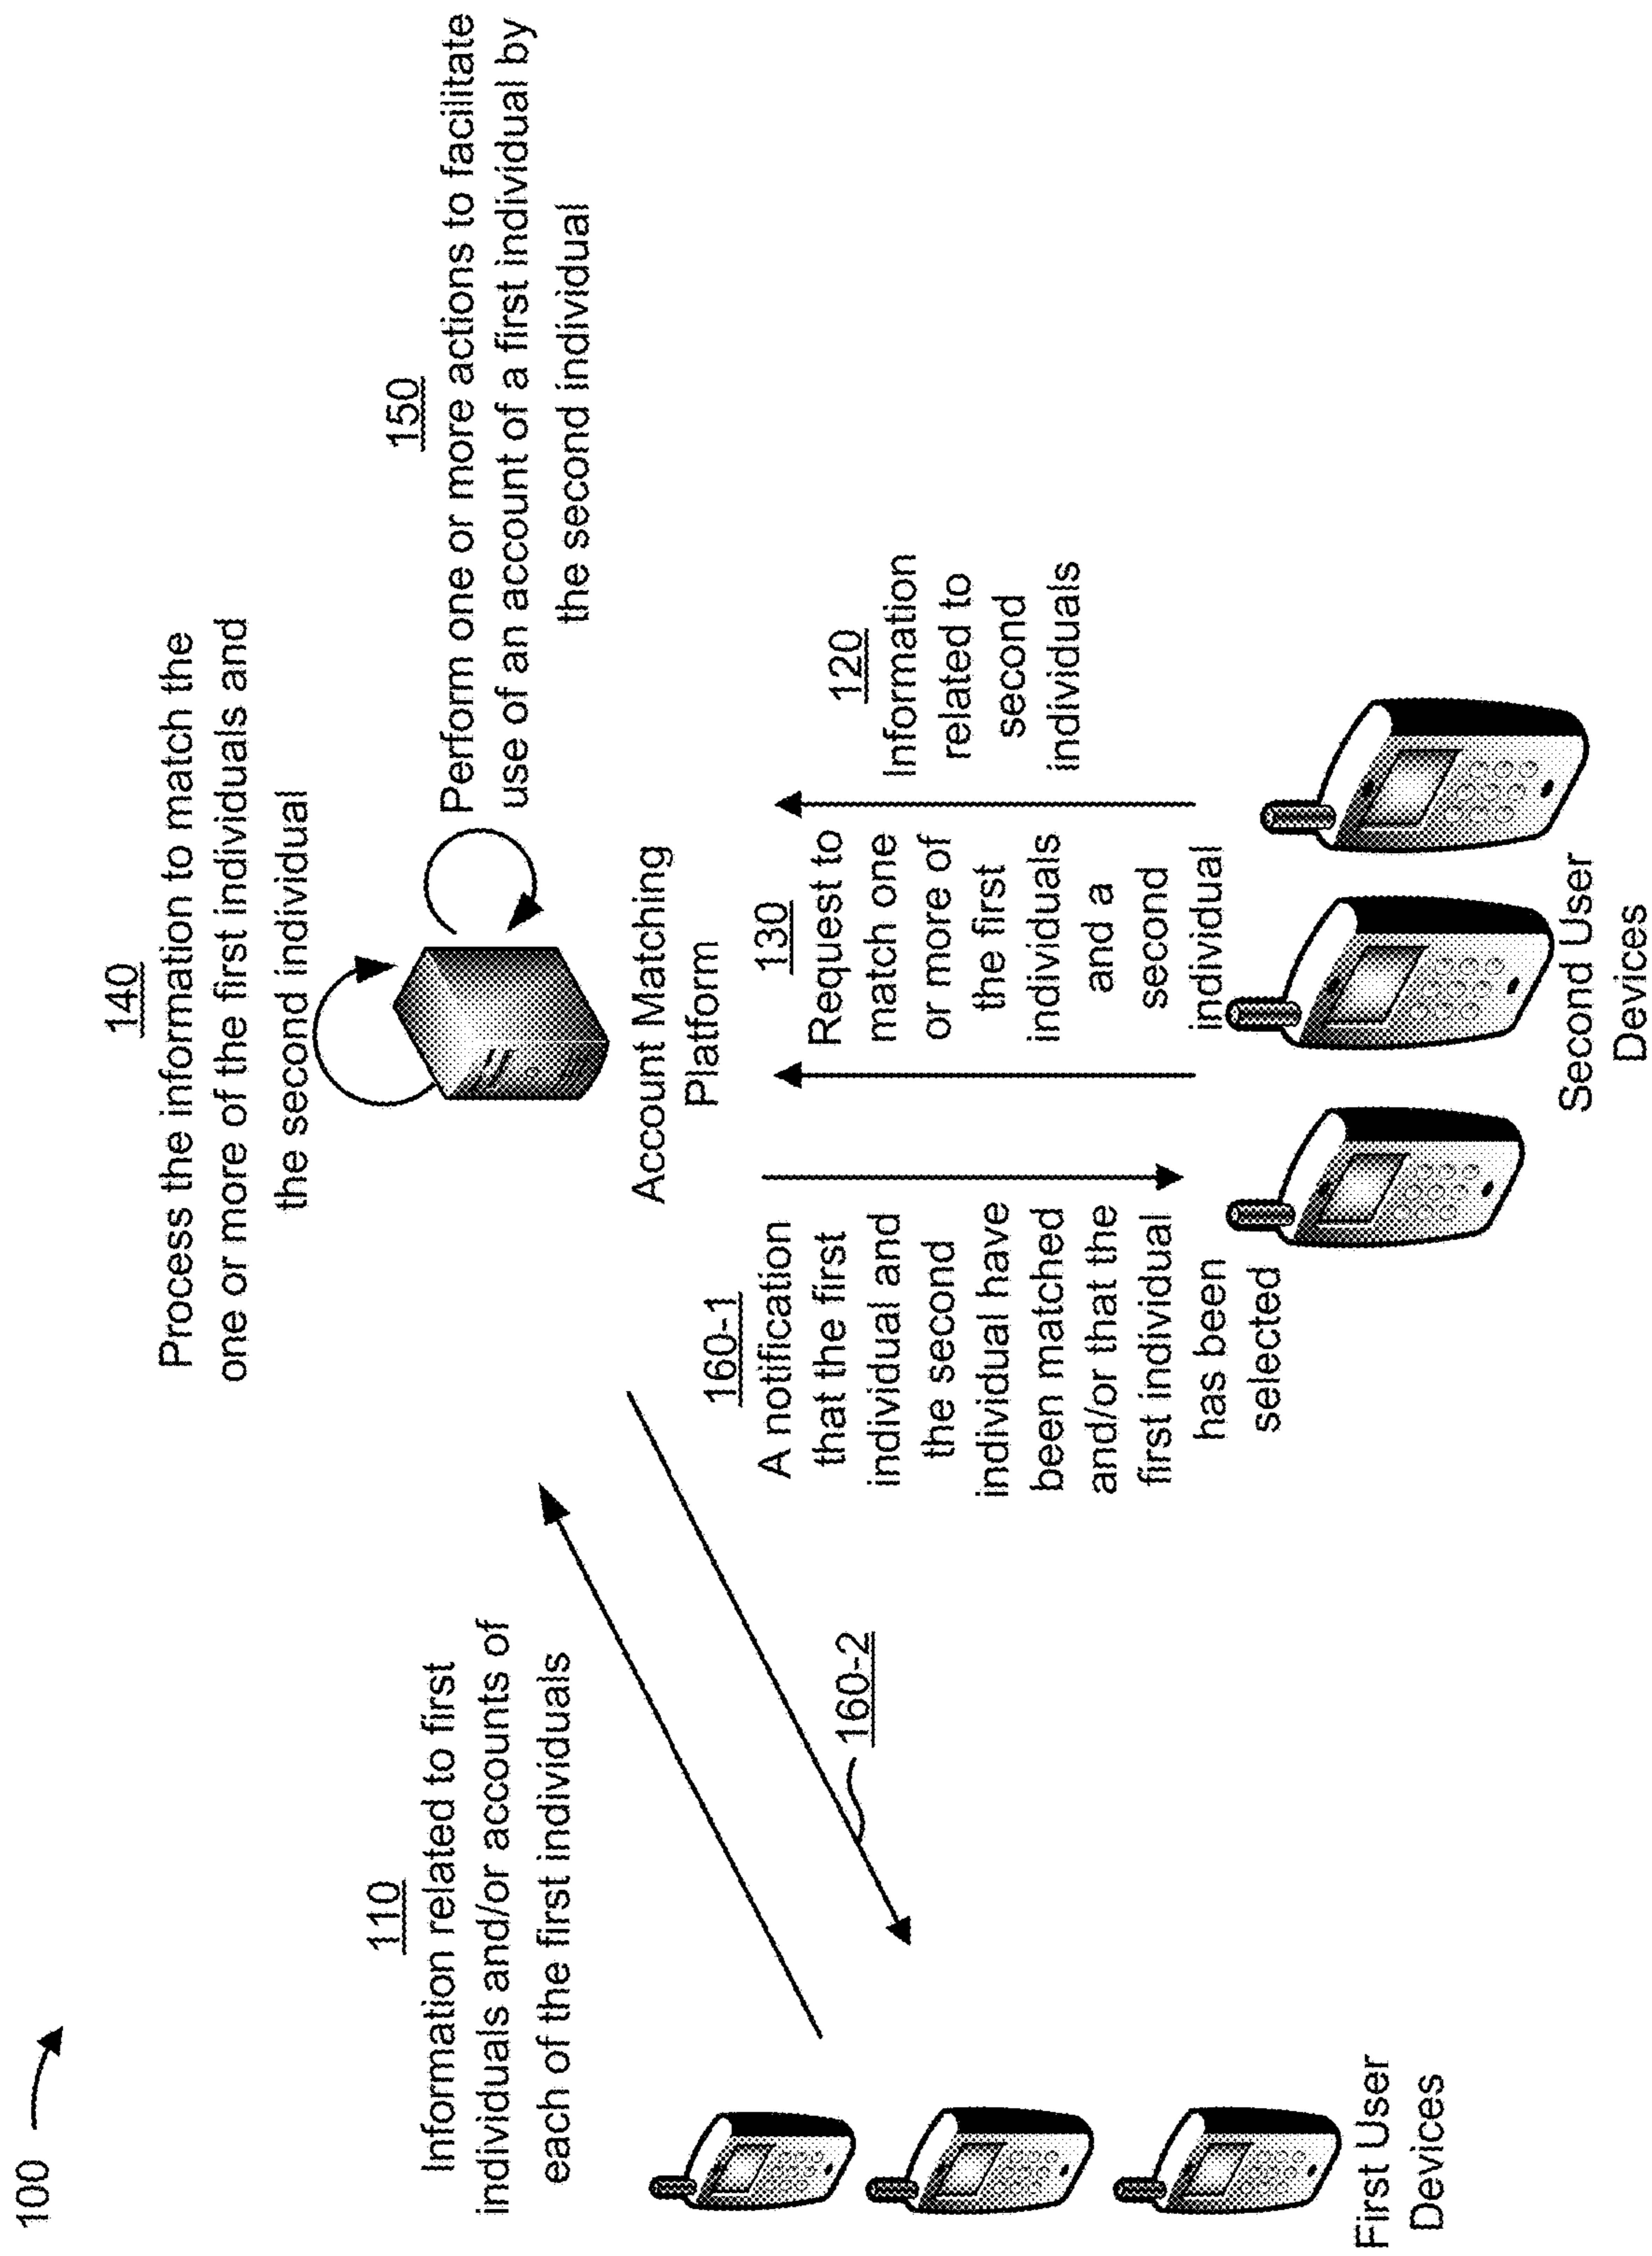 100
140
Process the information to match the
one or more of the first individuals and
the second individual
150
Perform one or more actions to facilitate
use of an account of a first individual by
the second individual
110
Information related to first
individuals and/or accounts of
each of the first individuals
Account Matching
Platform
160-2
160-1
A notification
that the first
individual and
the second
individual have
been matched
and/or that the
first individual
has been
selected
130
Request to
match one
or more of
the first
individuals
and a
second
individual
120
Information
related to
second
individuals
First User
Devices
Second User
Devices